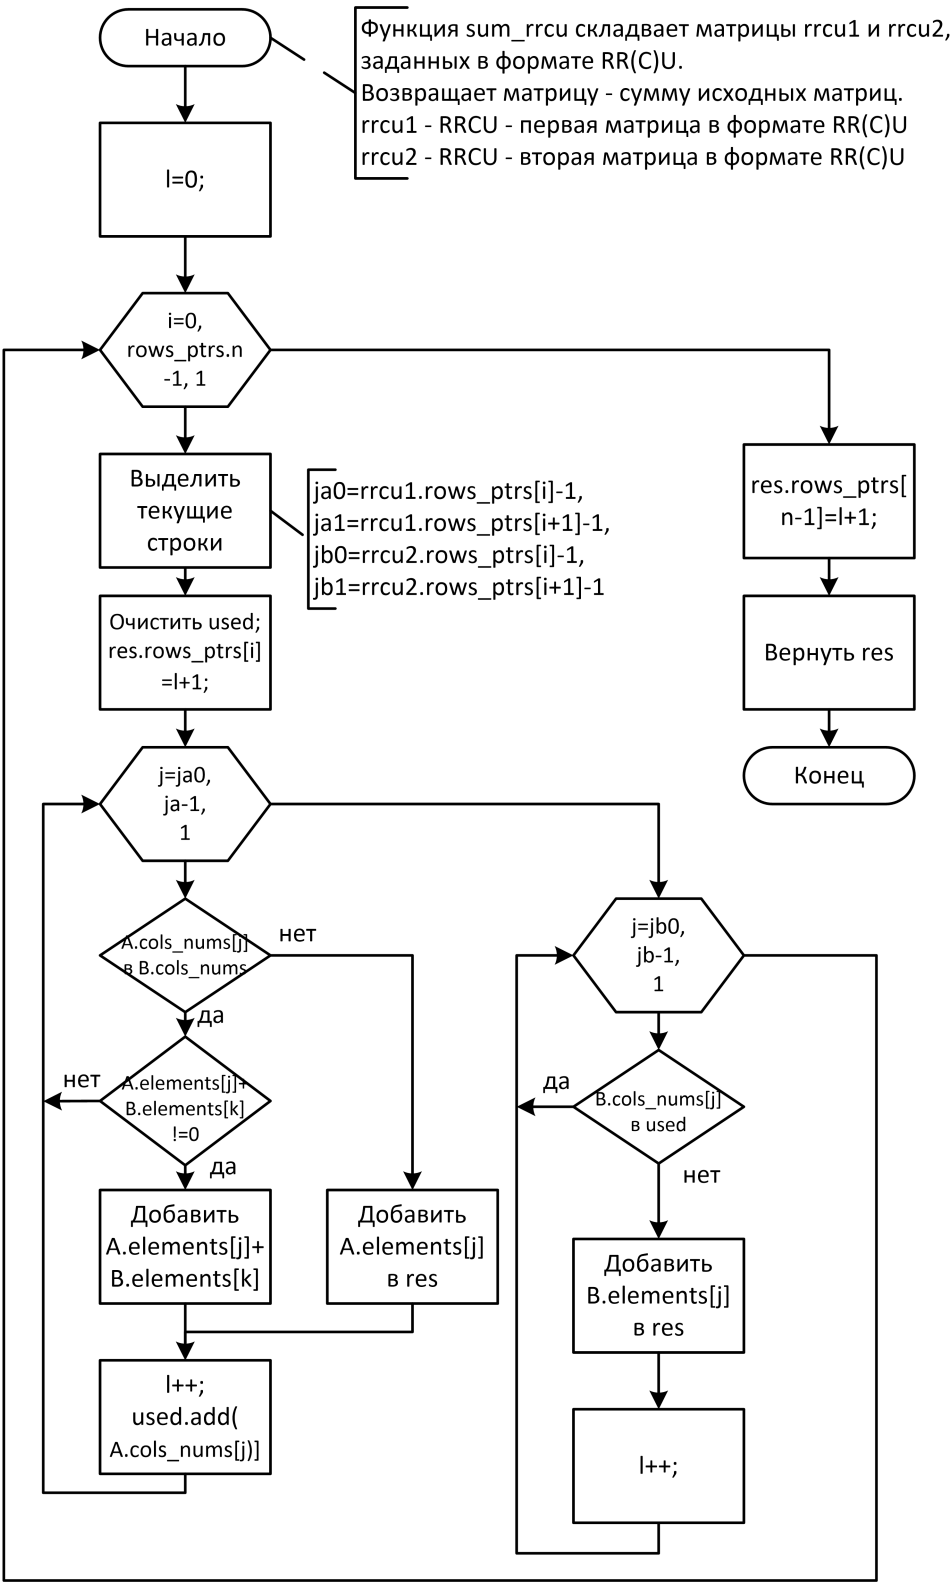 Начало
Функция sum_rrcu складвает матрицы rrcu1 и rrcu2,
заданных в формате RR(C)U.
Возвращает матрицу - сумму исходных матриц.
rrcu1 - RRCU - первая матрица в формате RR(C)U
rrcu2 - RRCU - вторая матрица в формате RR(C)U
l=0;
i=0,
rows_ptrs.n
-1, 1
Выделить
текущие
строки
ja0=rrcu1.rows_ptrs[i]-1,
ja1=rrcu1.rows_ptrs[i+1]-1,
jb0=rrcu2.rows_ptrs[i]-1,
jb1=rrcu2.rows_ptrs[i+1]-1
res.rows_ptrs[
n-1]=l+1;
Очистить used;
res.rows_ptrs[i]
=l+1;
Вернуть res
Конец
j=ja0,
ja-1,
1
A.cols_nums[j]
в B.cols_nums
нет
да
A.elements[j]+
B.elements[k]
!=0
нет
да
Добавить
A.elements[j]+
B.elements[k]
Добавить
A.elements[j]
в res
l++;
used.add(
A.cols_nums[j)]
j=jb0,
jb-1,
1
B.cols_nums[j]
в used
да
нет
Добавить
B.elements[j]
в res
l++;